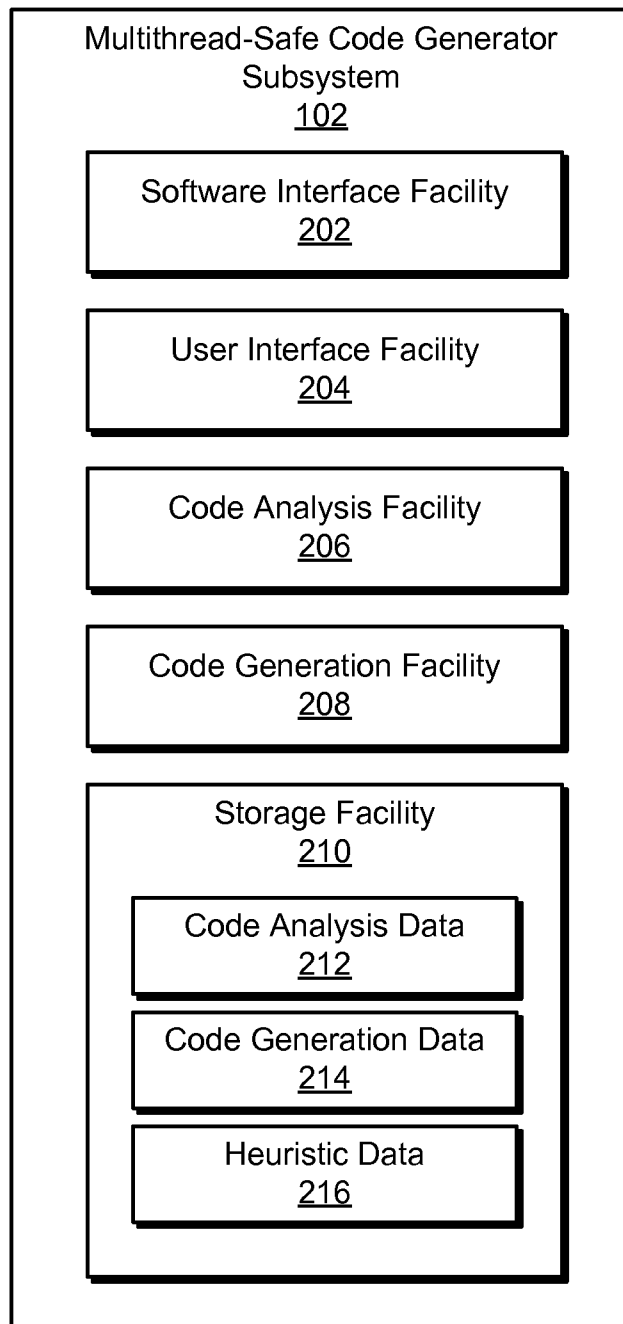 Multithread-Safe Code Generator
Subsystem
102
Software Interface Facility
202
User Interface Facility
204
Code Analysis Facility
206
Code Generation Facility
208
Storage Facility
210
Code Analysis Data
212
Code Generation Data
214
Heuristic Data
216